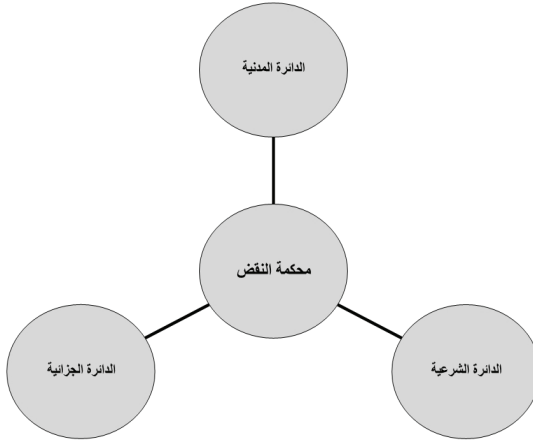 الدائرة المدنية
محكمة النقض
الدائرة الشرعية
الدائرة الجزائية